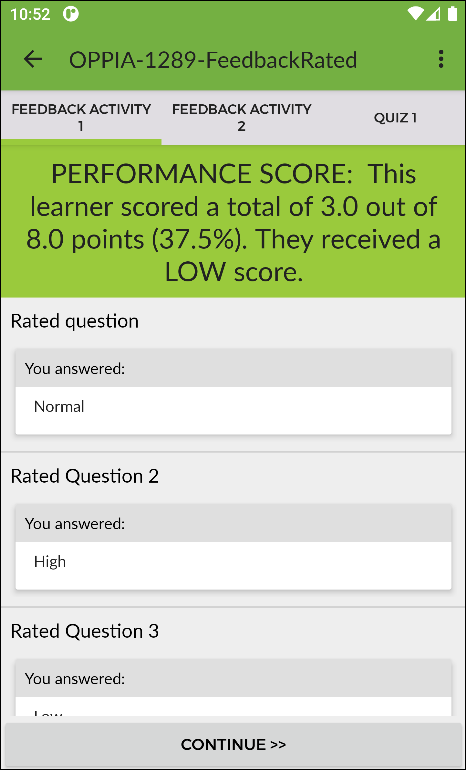 10:52
OPPIA-1289-FeedbackRated
FEEDBACK ACTIVITY
1
FEEDBACK ACTIVITY
2
QUIZ 1
PERFORMANCE SCORE: This
learner scored a total of 3.0 out of
8.0 points (37.5%). They received a
LOW score.
Rated question
You answered:
Normal
Rated Question 2
You answered:
High
Rated Question 3
You answered:
Low
CONTINUE >>